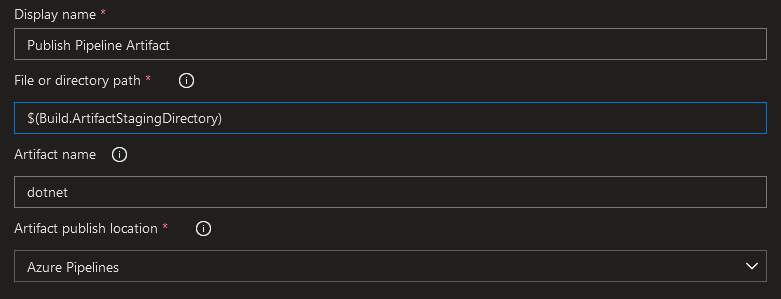 Display name *
Publish Pipeline Artifact
File or directory path *
$(Build.ArtifactStagingDirectory)
Artifact name
dotnet
Artifact publish location *
Azure Pipelines